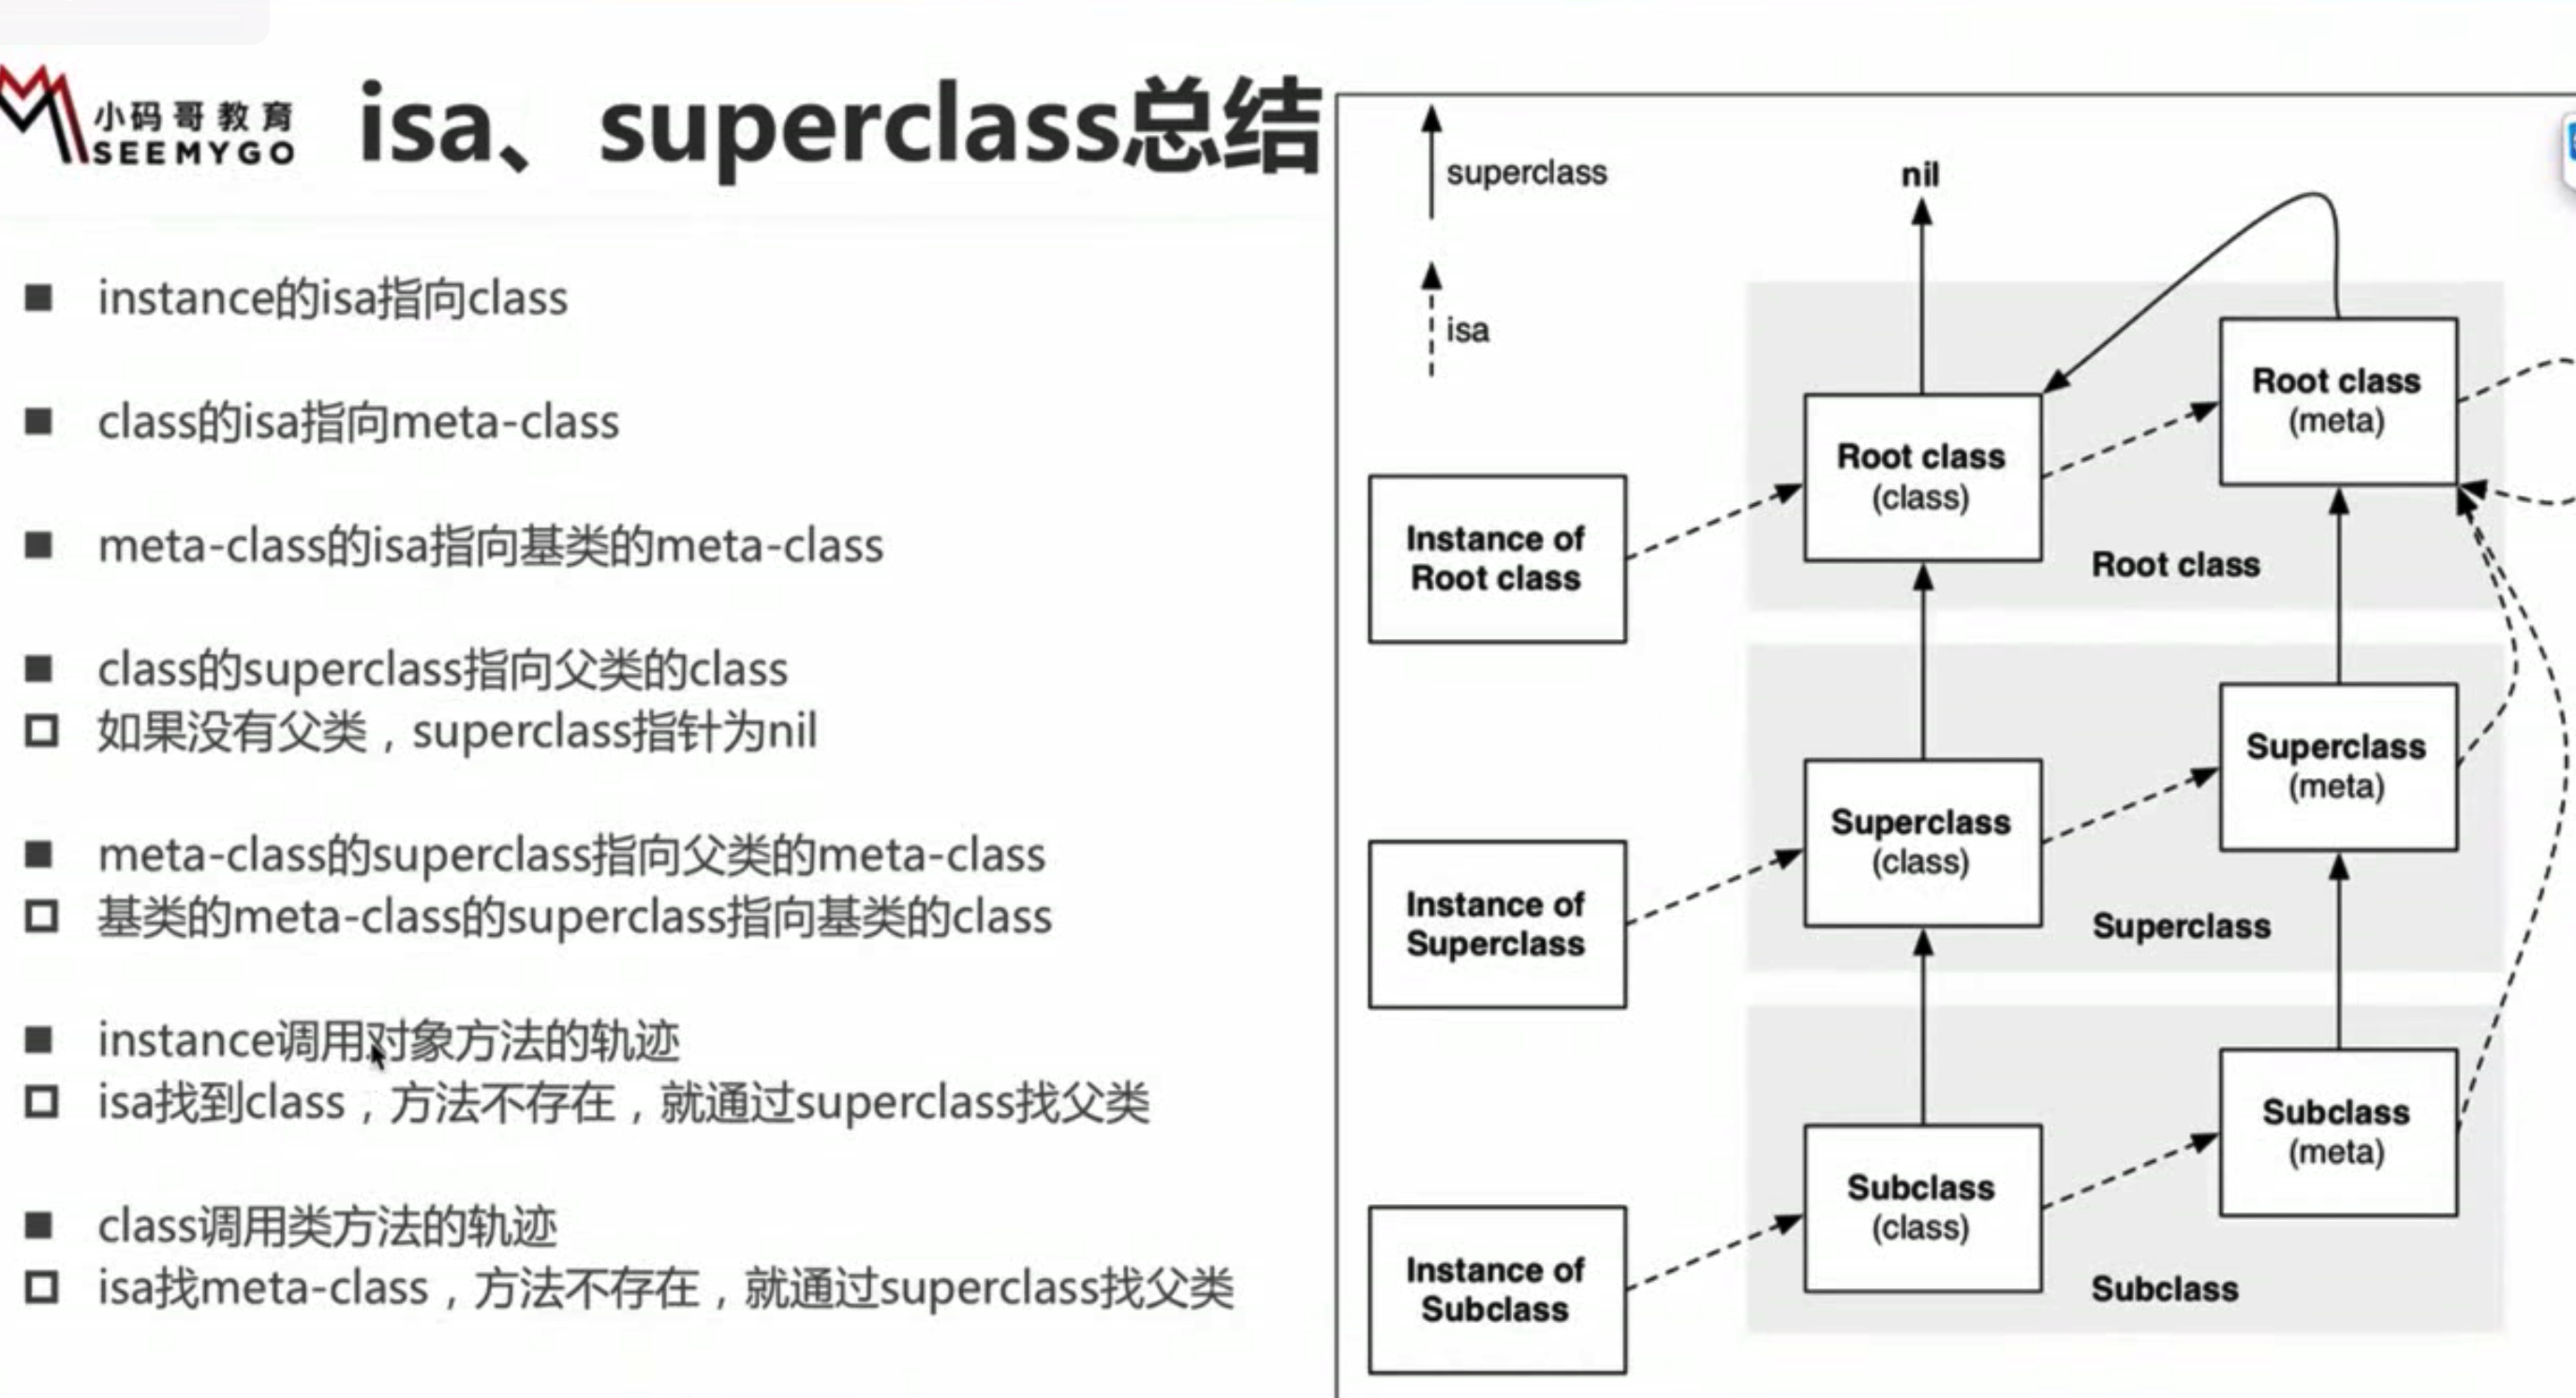 小码哥教育
SEEMYGO
isa、superclass总结
instance的isa指向class
class的isa指向meta-class
meta-class的isa指向基类的meta-class
class的superclass指向父类的class
如果没有父类，superclass指针为nil
meta-class的superclass指向父类的meta-class
基类的meta-class的superclass指向基类的class
instance调用对象方法的轨迹
isa找到class，方法不存在，就通过superclass找父类
class调用类方法的轨迹
isa找meta-class，方法不存在，就通过superclass找父类
superclass
isa
nil
Root class
(meta)
Root class
(class)
Instance of
Root class
Root class
Superclass
(meta)
Superclass
(class)
Instance of
Superclass
Superclass
Subclass
(meta)
Subclass
(class)
Instance of
Subclass
Subclass